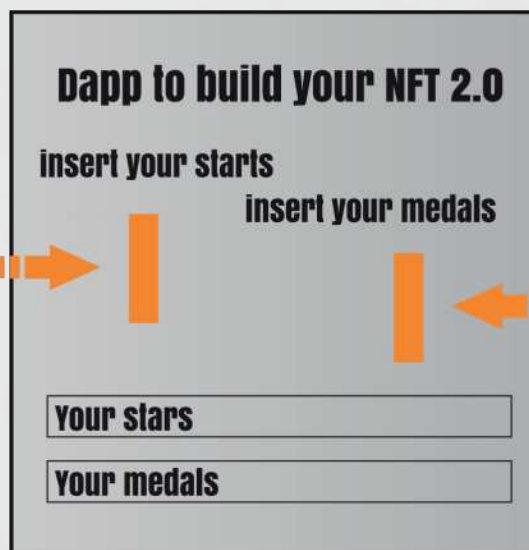 Dapp to build your NFT 2.0
insert your starts
insert your medals
Your stars
Your medals